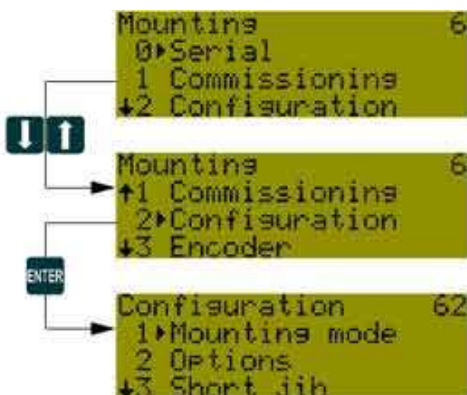 Mounting 6
0▸Serial
1 Commissioning
↓2 Configuration
↓ ↑
Mounting 6
↑1 Commissioning
2▸Configuration
↓3 Encoder
ENTER
Configuration 62
1▸Mounting mode
2 Options
↓3 Short jib